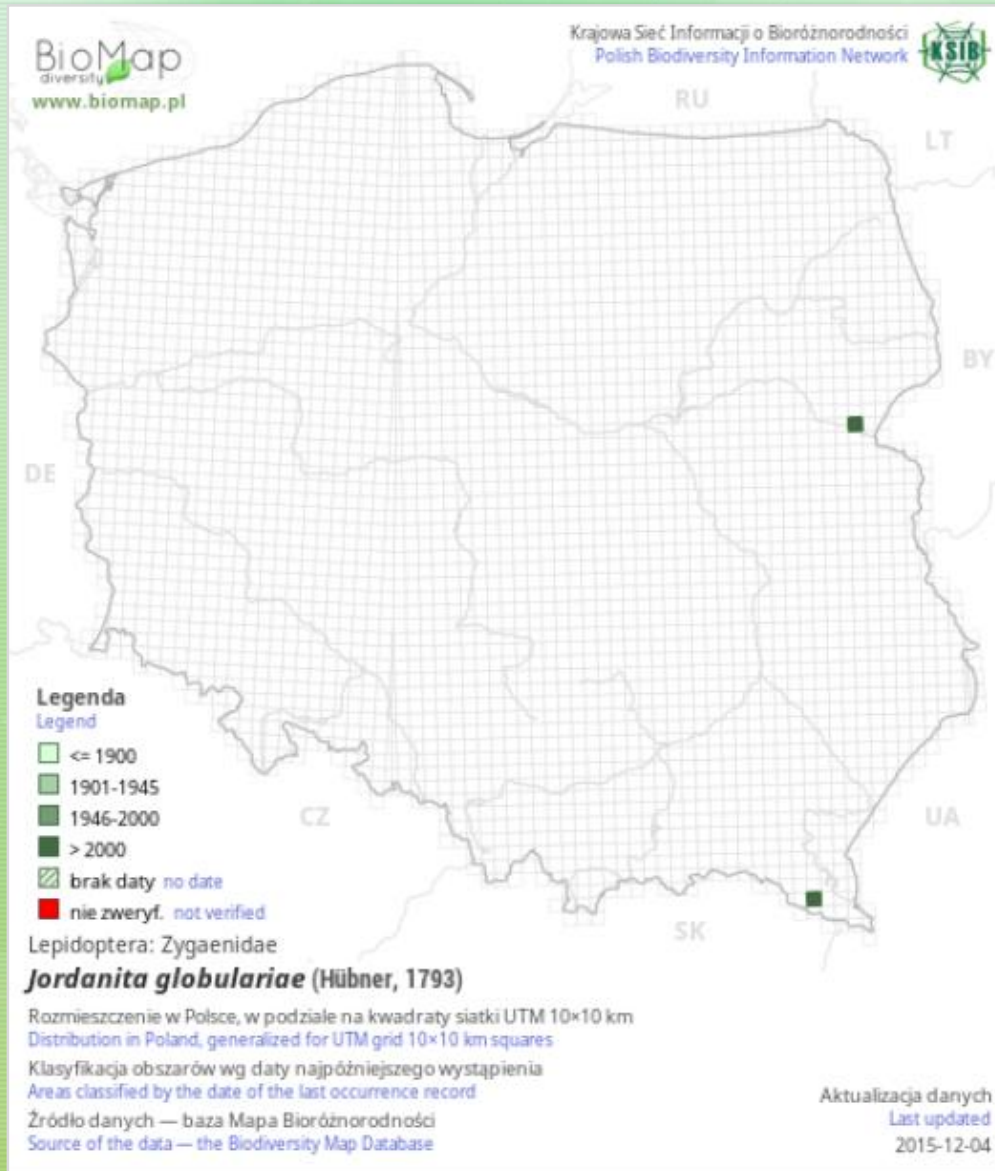 BioMap
diversity
www.biomap.pl
Krajowa Sieć Informacji o Bioróżnorodności
Polish Biodiversity Information Network
KSIB
RU
LT
BY
DE
Legenda
Legend
<= 1900
1901-1945
1946-2000
> 2000
brak daty no date
nie zweryf. not verified
CZ
UA
SK
Lepidoptera: Zygaenidae
Jordanita globulariae (Hübner, 1793)
Rozmieszczenie w Polsce, w podziale na kwadraty siatki UTM 10×10 km
Distribution in Poland, generalized for UTM grid 10×10 km squares
Klasyfikacja obszarów wg daty najpóźniejszego wystąpienia
Areas classified by the date of the last occurrence record
Źródło danych — baza Mapa Bioróżnorodności
Source of the data — the Biodiversity Map Database
Aktualizacja danych
Last updated
2015-12-04